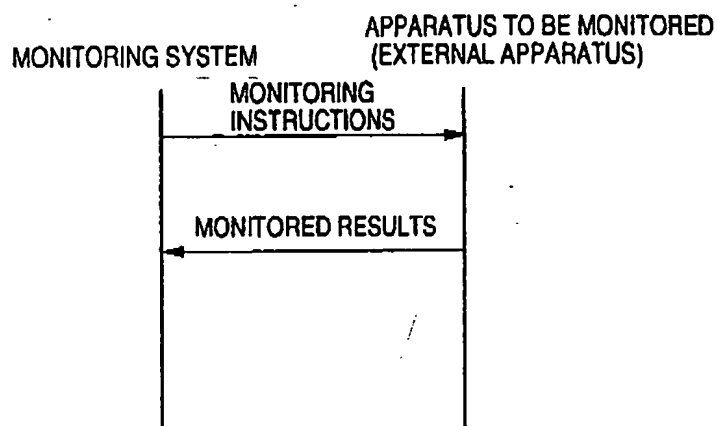 APPARATUS TO BE MONITORED
(EXTERNAL APPARATUS)
MONITORING SYSTEM
MONITORING
INSTRUCTIONS
MONITORED RESULTS